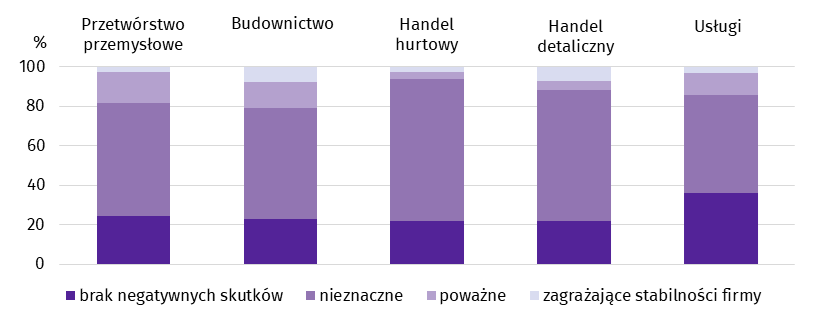 Przetwórstwo
przemysłowe
Budownictwo
Handel
hurtowy
Handel
detaliczny
Usługi
%
100
80
60
40
20
0
brak negatywnych skutków nieznaczne poważne zagrażające stabilności firmy